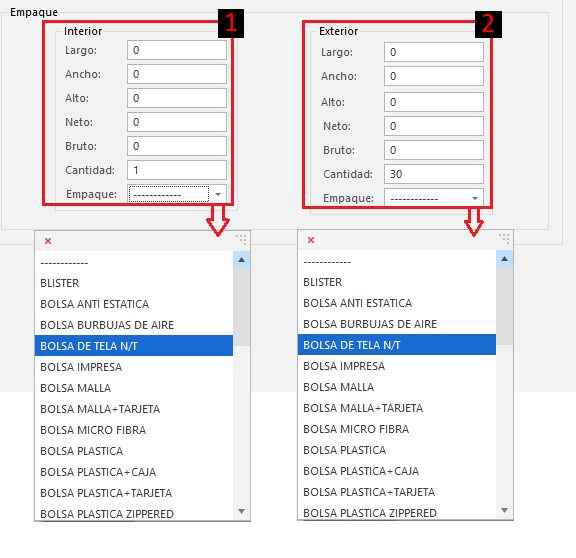 Empaque
1
Interior
Largo: 0
Ancho: 0
Alto: 0
Neto: 0
Bruto: 0
Cantidad: 1
Empaque: ------------
2
Exterior
Largo: 0
Ancho: 0
Alto: 0
Neto: 0
Bruto: 0
Cantidad: 30
Empaque: ------------
------------
BLISTER
BOLSA ANTI ESTATICA
BOLSA BURBUJAS DE AIRE
BOLSA DE TELA N/T
BOLSA IMPRESA
BOLSA MALLA
BOLSA MALLA+TARJETA
BOLSA MICRO FIBRA
BOLSA PLASTICA
BOLSA PLASTICA+CAJA
BOLSA PLASTICA+TARJETA
BOLSA PLASTICA ZIPPERED
------------
BLISTER
BOLSA ANTI ESTATICA
BOLSA BURBUJAS DE AIRE
BOLSA DE TELA N/T
BOLSA IMPRESA
BOLSA MALLA
BOLSA MALLA+TARJETA
BOLSA MICRO FIBRA
BOLSA PLASTICA
BOLSA PLASTICA+CAJA
BOLSA PLASTICA+TARJETA
BOLSA PLASTICA ZIPPERED